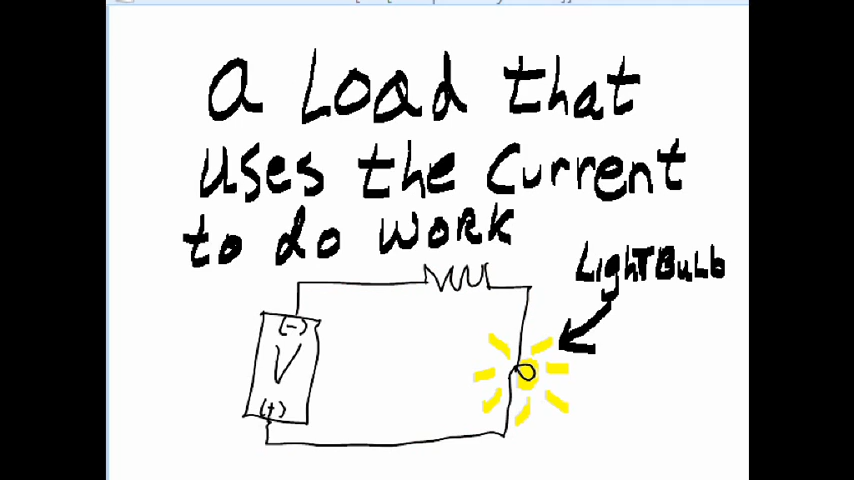 a Load that
uses the Current
to do work
LighTBuLb
(-)
V
(+)